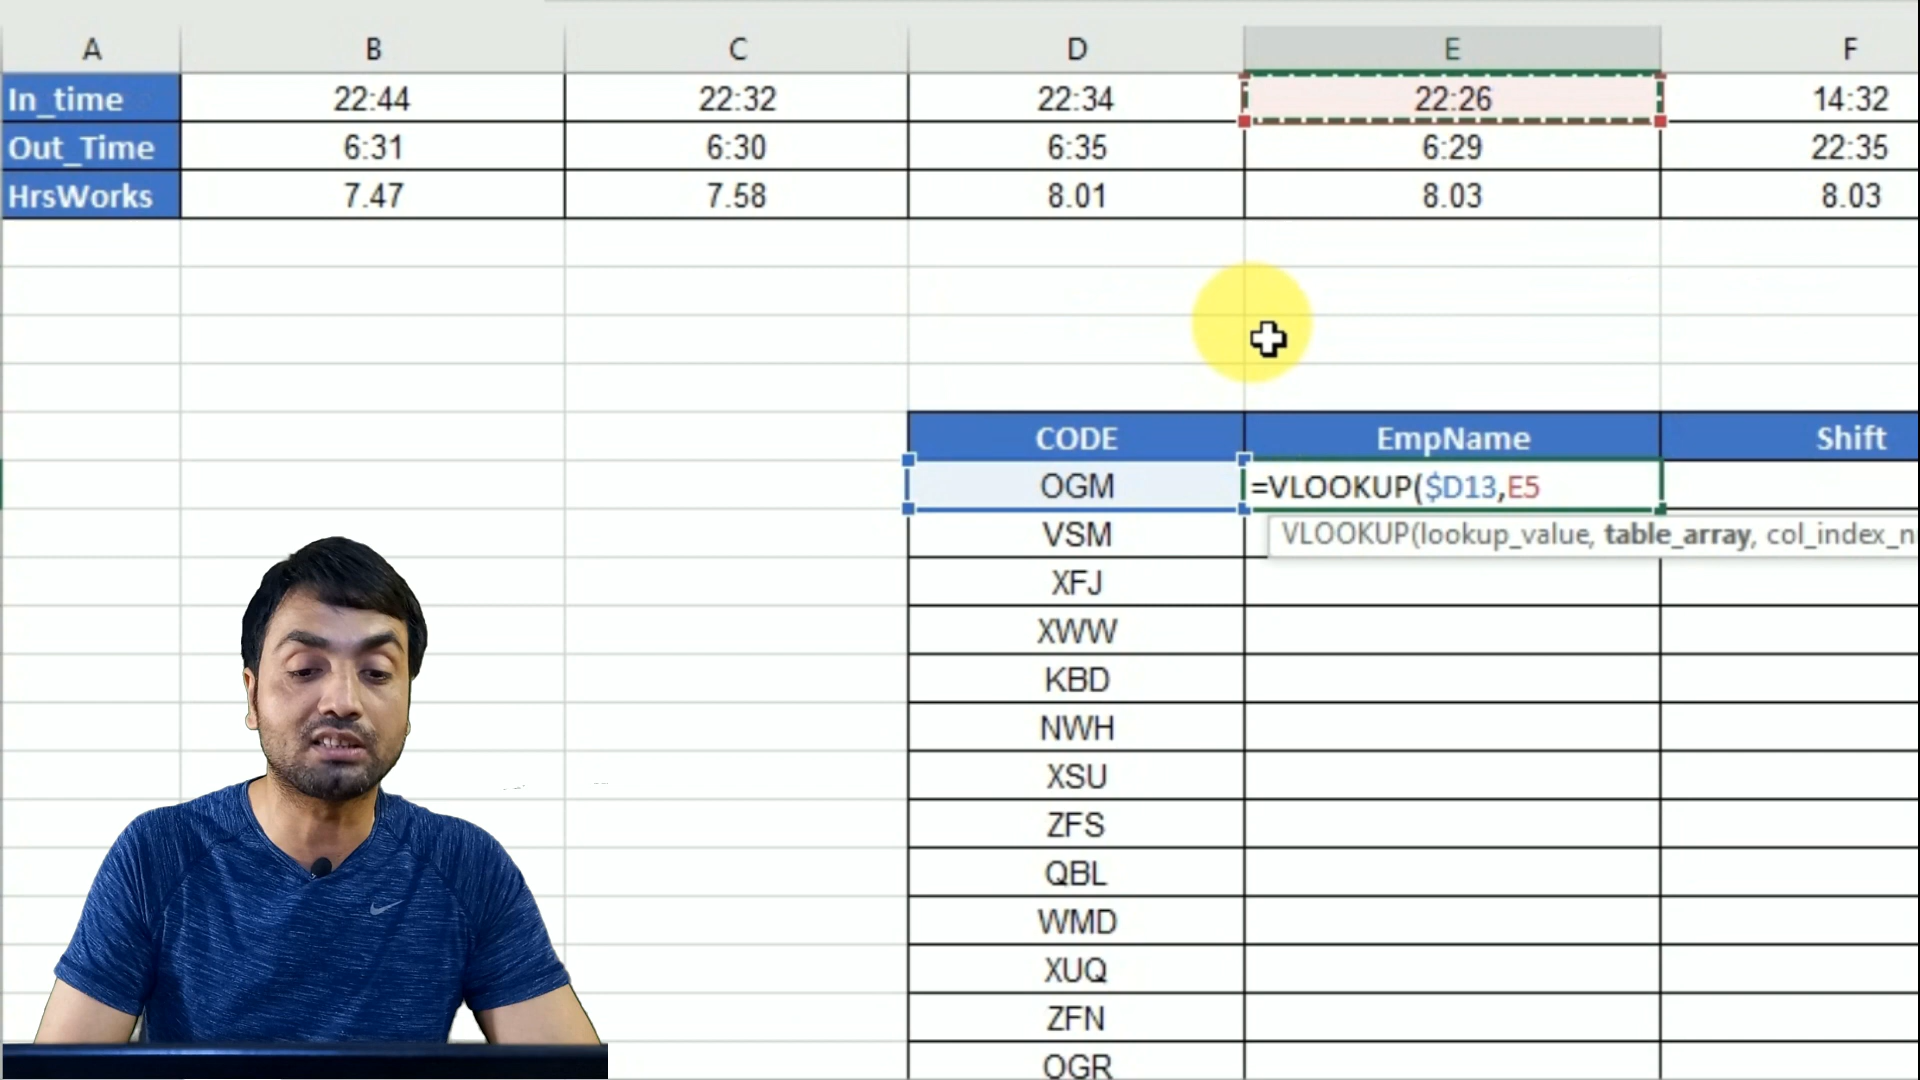 A B C D E F
In_time 22:44 22:32 22:34 22:26 14:32
Out_Time 6:31 6:30 6:35 6:29 22:35
HrsWorks 7.47 7.58 8.01 8.03 8.03
CODE EmpName Shift
OGM =VLOOKUP($D13,E5
VSM VLOOKUP(lookup_value, table_array, col_index_n
XFJ
XWW
KBD
NWH
XSU
ZFS
QBL
WMD
XUQ
ZFN
OGR